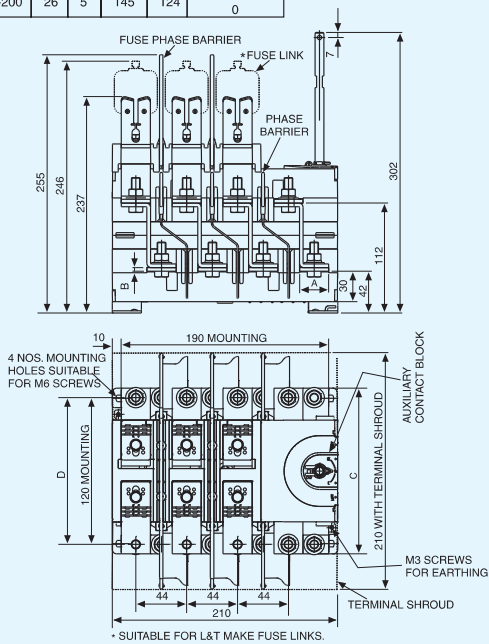 -200 26 5 145 124 0
FUSE PHASE BARRIER
*FUSE LINK
7
PHASE
BARRIER
255
246
237
302
112
B
A
30
42
10
190 MOUNTING
4 NOS. MOUNTING
HOLES SUITABLE
FOR M6 SCREWS
AUXILIARY
CONTACT BLOCK
D
120 MOUNTING
C
210 WITH TERMINAL SHROUD
M3 SCREWS
FOR EARTHING
44
44
44
210
TERMINAL SHROUD
* SUITABLE FOR L&T MAKE FUSE LINKS.